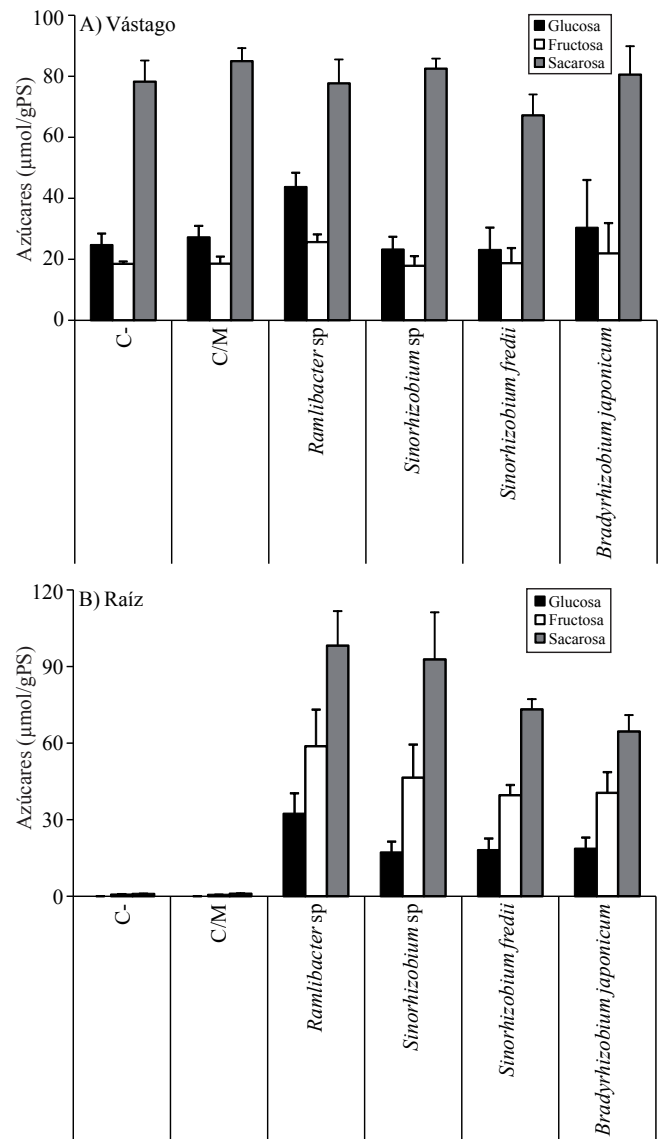 A) Vástago
Glucosa
Fructosa
Sacarosa
Azúcares (µmol/gPS)
100
80
60
40
20
0
C-
C/M
Ramlibacter sp
Sinorhizobium sp
Sinorhizobium fredii
Bradyrhizobium japonicum
B) Raíz
Glucosa
Fructosa
Sacarosa
Azúcares (µmol/gPS)
120
90
60
30
0
C-
C/M
Ramlibacter sp
Sinorhizobium sp
Sinorhizobium fredii
Bradyrhizobium japonicum